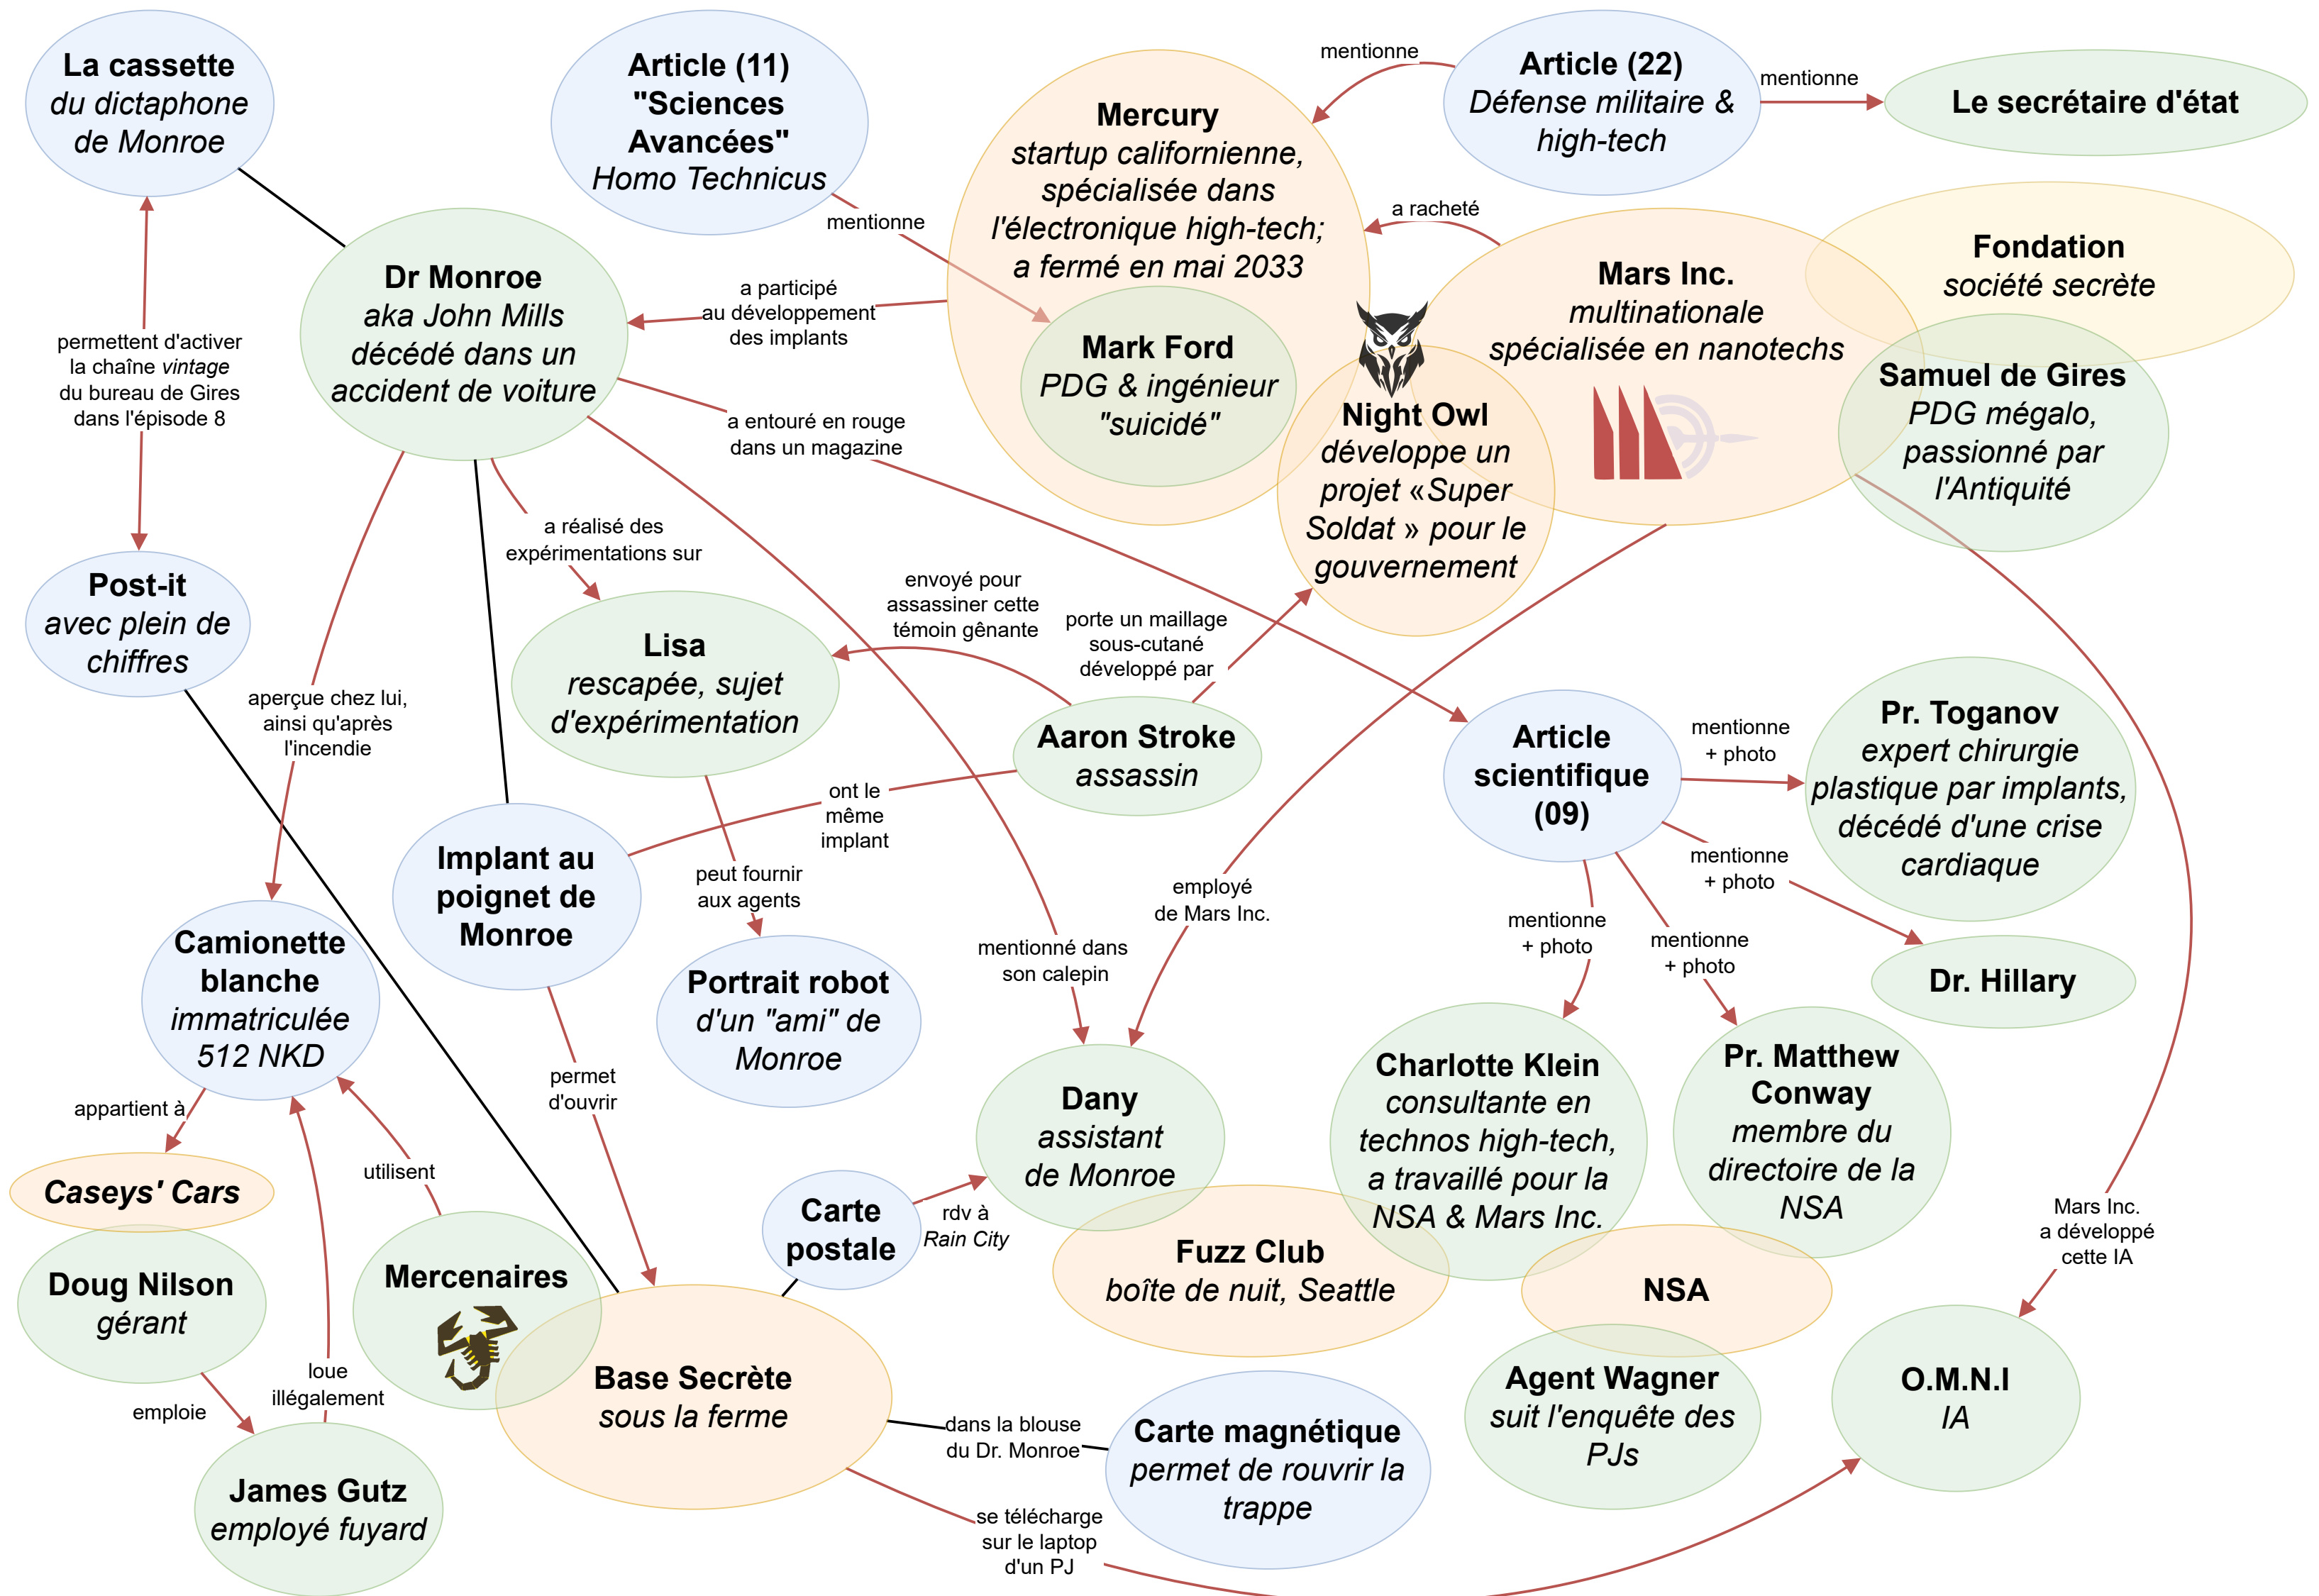 La cassette
du dictaphone
de Monroe
Article (11)
"Sciences
Avancées"
Homo Technicus
mentionne
Mercury
startup californienne,
spécialisée dans
l'électronique high-tech;
a fermé en mai 2033
mentionne
Article (22)
Défense militaire &
high-tech
mentionne
Le secrétaire d'état
a racheté
Mars Inc.
multinationale
spécialisée en nanotechs
Fondation
société secrète
Samuel de Gires
PDG mégalo,
passionné par
l'Antiquité
Dr Monroe
aka John Mills
décédé dans un
accident de voiture
a participé
au développement
des implants
Mark Ford
PDG & ingénieur
"suicidé"
Night Owl
développe un
projet «Super
Soldat » pour le
gouvernement
permettent d'activer
la chaîne vintage
du bureau de Gires
dans l'épisode 8
a entouré en rouge
dans un magazine
a réalisé des
expérimentations sur
Post-it
avec plein de
chiffres
envoyé pour
assassiner cette
témoin gênante
porte un maillage
sous-cutané
développé par
Lisa
rescapée, sujet
d'expérimentation
aperçue chez lui,
ainsi qu'après
l'incendie
Aaron Stroke
assassin
ont le
même
implant
Article
scientifique
(09)
mentionne
+ photo
Pr. Toganov
expert chirurgie
plastique par implants,
décédé d'une crise
cardiaque
mentionne
+ photo
mentionne
+ photo
mentionne
+ photo
Dr. Hillary
Implant au
poignet de
Monroe
peut fournir
aux agents
employé
de Mars Inc.
mentionné dans
son calepin
Camionette
blanche
immatriculée
512 NKD
Portrait robot
d'un "ami" de
Monroe
permet
d'ouvrir
Dany
assistant
de Monroe
Charlotte Klein
consultante en
technos high-tech,
a travaillé pour la
NSA & Mars Inc.
Pr. Matthew
Conway
membre du
directoire de la
NSA
appartient à
utilisent
Caseys' Cars
Carte
postale
rdv à
Rain City
Mars Inc.
a développé
cette IA
Fuzz Club
boîte de nuit, Seattle
NSA
Doug Nilson
gérant
Mercenaires
loue
illégalement
emploie
Base Secrète
sous la ferme
Agent Wagner
suit l'enquête des
PJs
O.M.N.I
IA
dans la blouse
du Dr. Monroe
Carte magnétique
permet de rouvrir la
trappe
James Gutz
employé fuyard
se télécharge
sur le laptop
d'un PJ